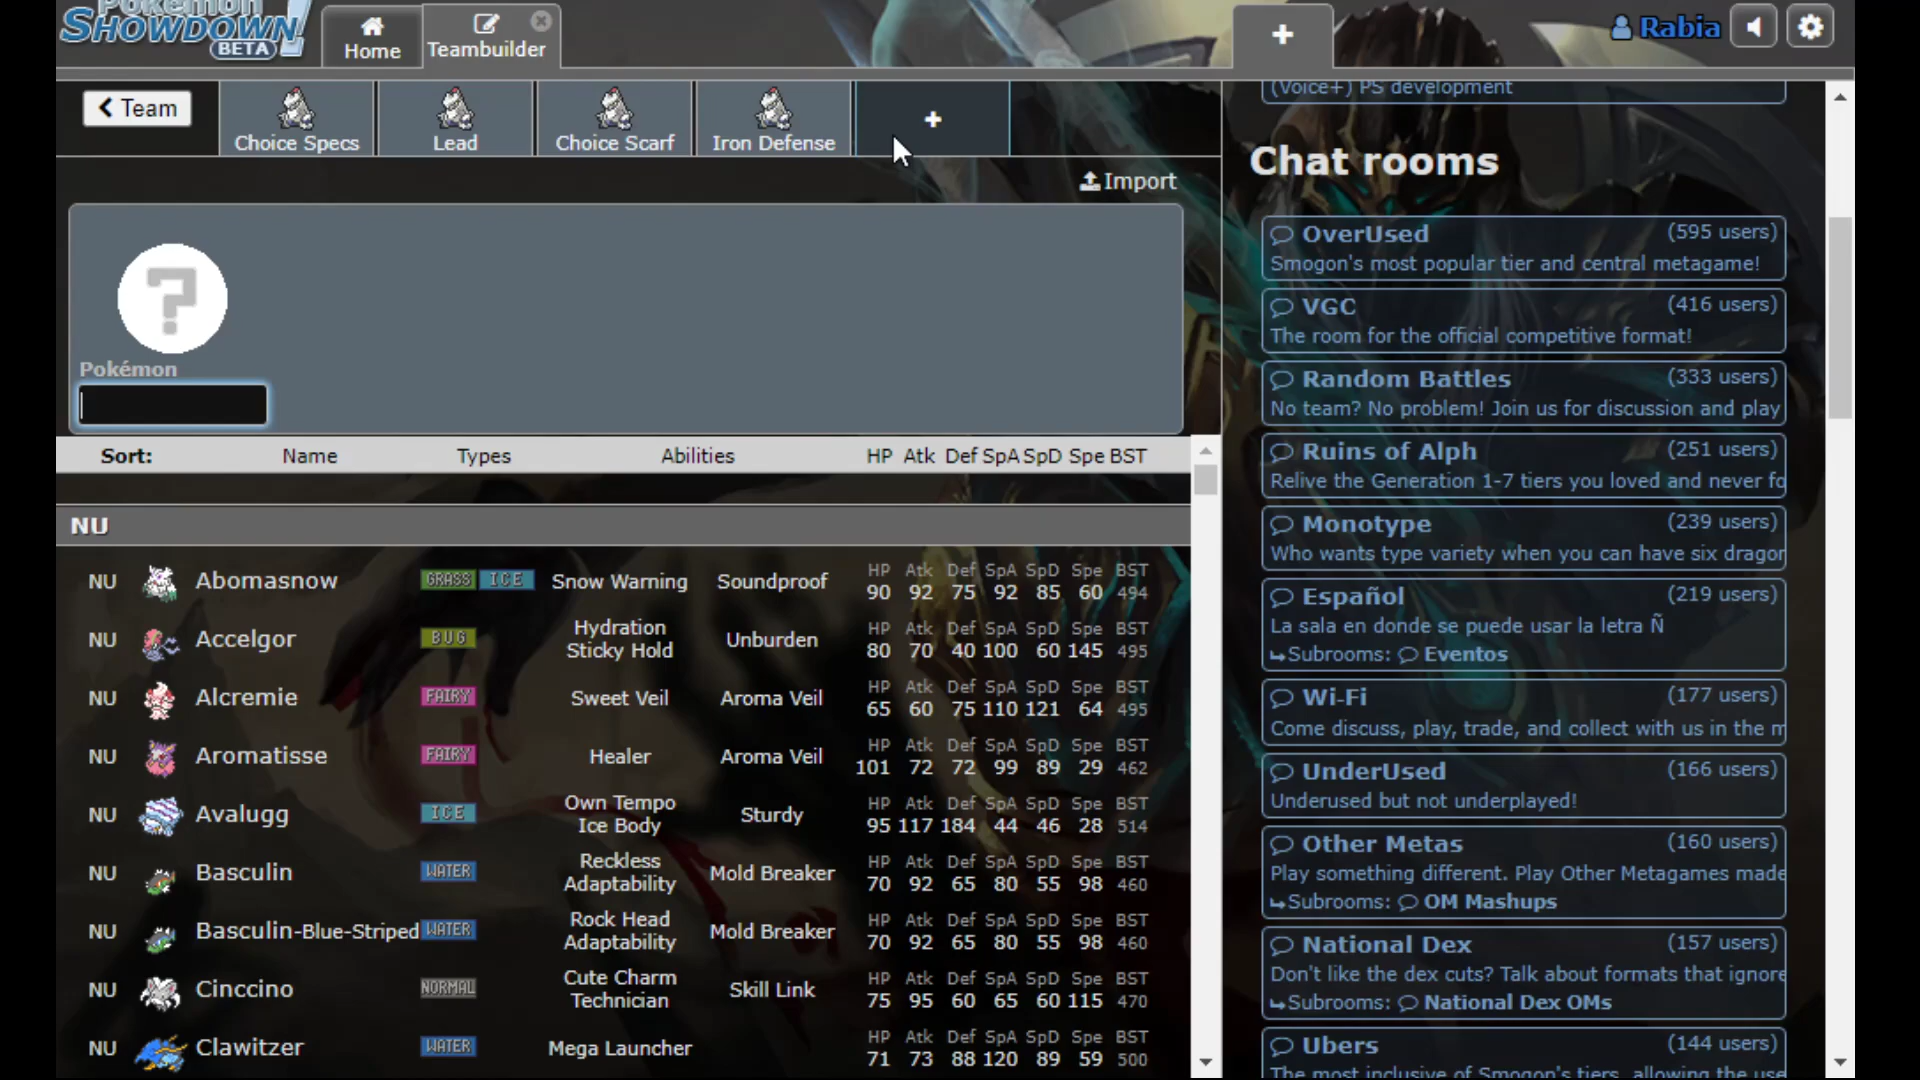 Pokémon
SHOWDOWN!
BETA
Home
Teambuilder
+
Rabia
Team
Choice Specs
Lead
Choice Scarf
Iron Defense
+
Import
?
Pokémon
Sort: Name Types Abilities HP Atk Def SpA SpD Spe BST
NU
NU Abomasnow GRASS ICE Snow Warning Soundproof HP 90 Atk 92 Def 75 SpA 92 SpD 85 Spe 60 BST 494
NU Accelgor BUG Hydration Sticky Hold Unburden HP 80 Atk 70 Def 40 SpA 100 SpD 60 Spe 145 BST 495
NU Alcremie FAIRY Sweet Veil Aroma Veil HP 65 Atk 60 Def 75 SpA 110 SpD 121 Spe 64 BST 495
NU Aromatisse FAIRY Healer Aroma Veil HP 101 Atk 72 Def 72 SpA 99 SpD 89 Spe 29 BST 462
NU Avalugg ICE Own Tempo Ice Body Sturdy HP 95 Atk 117 Def 184 SpA 44 SpD 46 Spe 28 BST 514
NU Basculin WATER Reckless Adaptability Mold Breaker HP 70 Atk 92 Def 65 SpA 80 SpD 55 Spe 98 BST 460
NU Basculin-Blue-Striped WATER Rock Head Adaptability Mold Breaker HP 70 Atk 92 Def 65 SpA 80 SpD 55 Spe 98 BST 460
NU Cinccino NORMAL Cute Charm Technician Skill Link HP 75 Atk 95 Def 60 SpA 65 SpD 60 Spe 115 BST 470
NU Clawitzer WATER Mega Launcher HP 71 Atk 73 Def 88 SpA 120 SpD 89 Spe 59 BST 500
(Voice+) PS development
Chat rooms
OverUsed (595 users)
Smogon's most popular tier and central metagame!
VGC (416 users)
The room for the official competitive format!
Random Battles (333 users)
No team? No problem! Join us for discussion and play
Ruins of Alph (251 users)
Relive the Generation 1-7 tiers you loved and never fo
Monotype (239 users)
Who wants type variety when you can have six dragor
Español (219 users)
La sala en donde se puede usar la letra Ñ
Subrooms: Eventos
Wi-Fi (177 users)
Come discuss, play, trade, and collect with us in the m
UnderUsed (166 users)
Underused but not underplayed!
Other Metas (160 users)
Play something different. Play Other Metagames made
Subrooms: OM Mashups
National Dex (157 users)
Don't like the dex cuts? Talk about formats that ignore
Subrooms: National Dex OMs
Ubers (144 users)
The most inclusive of Smogon's tiers, allowing the use